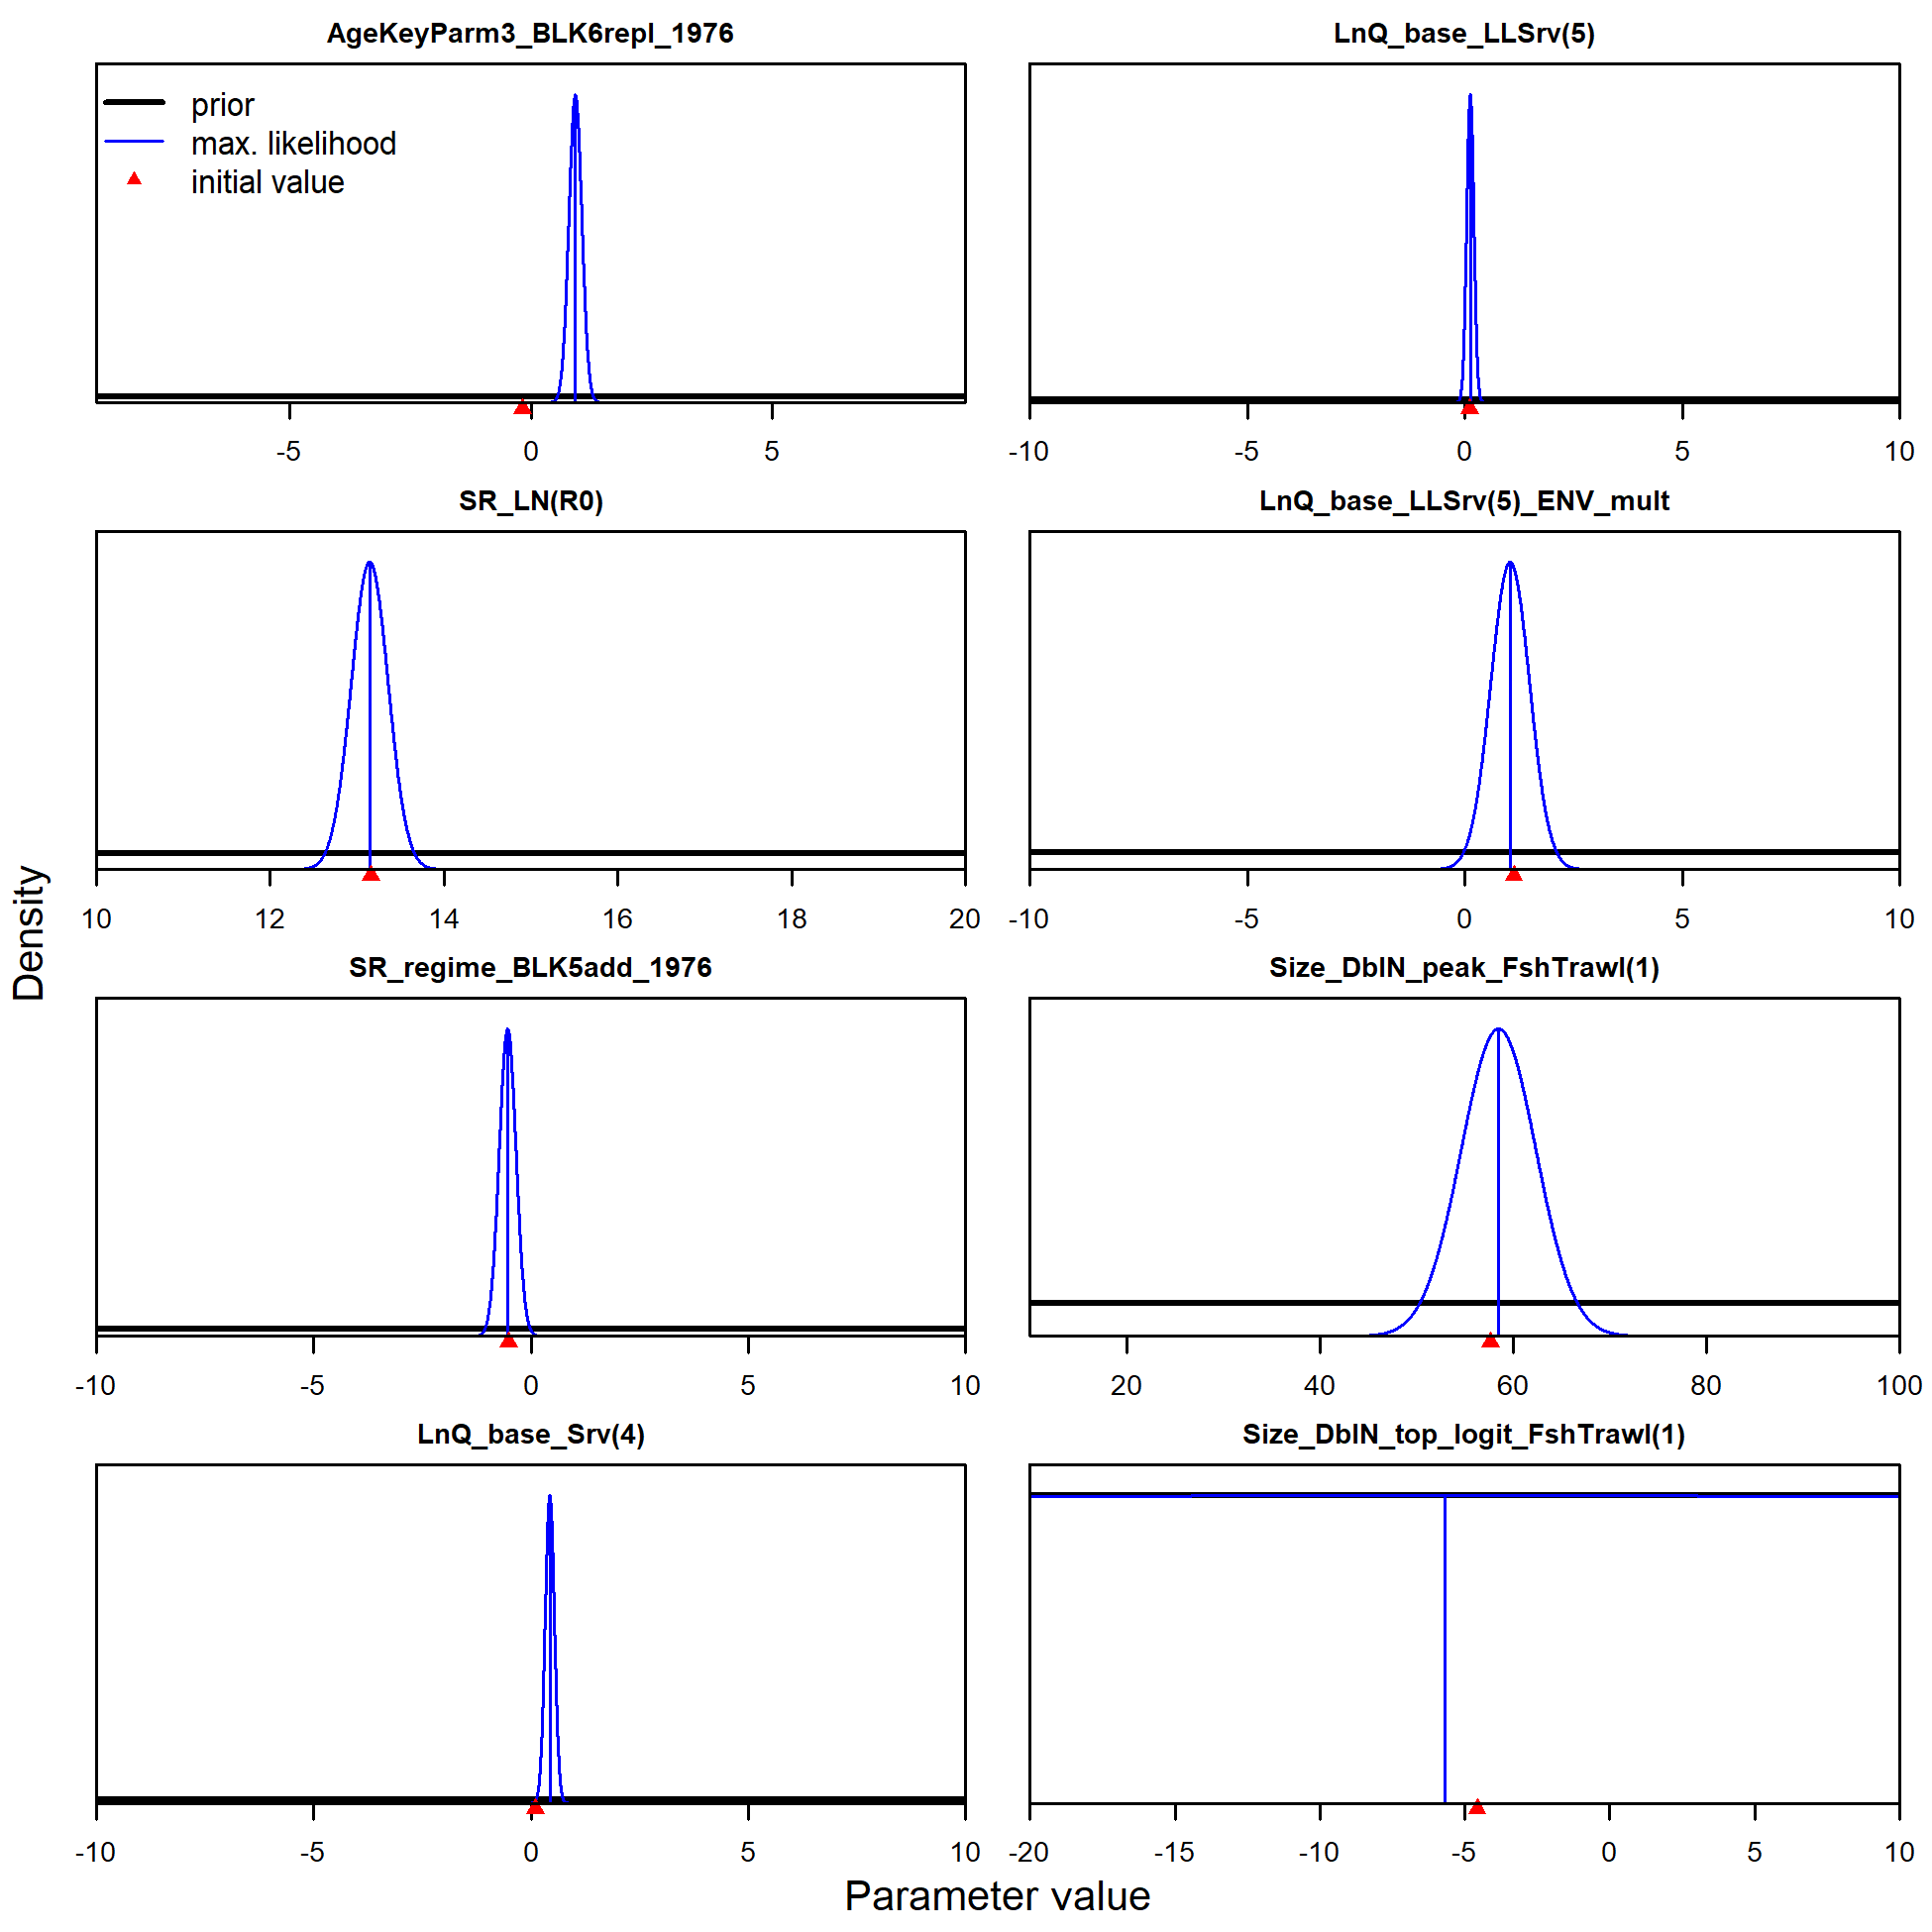 AgeKeyParm3_BLK6repl_1976
prior
max. likelihood
initial value
-5 0 5
LnQ_base_LLSrv(5)
-10 -5 0 5 10
SR_LN(R0)
10 12 14 16 18 20
LnQ_base_LLSrv(5)_ENV_mult
-10 -5 0 5 10
SR_regime_BLK5add_1976
-10 -5 0 5 10
Size_DblN_peak_FshTrawl(1)
20 40 60 80 100
LnQ_base_Srv(4)
-10 -5 0 5 10
Size_DblN_top_logit_FshTrawl(1)
-20 -15 -10 -5 0 5 10
Density
Parameter value